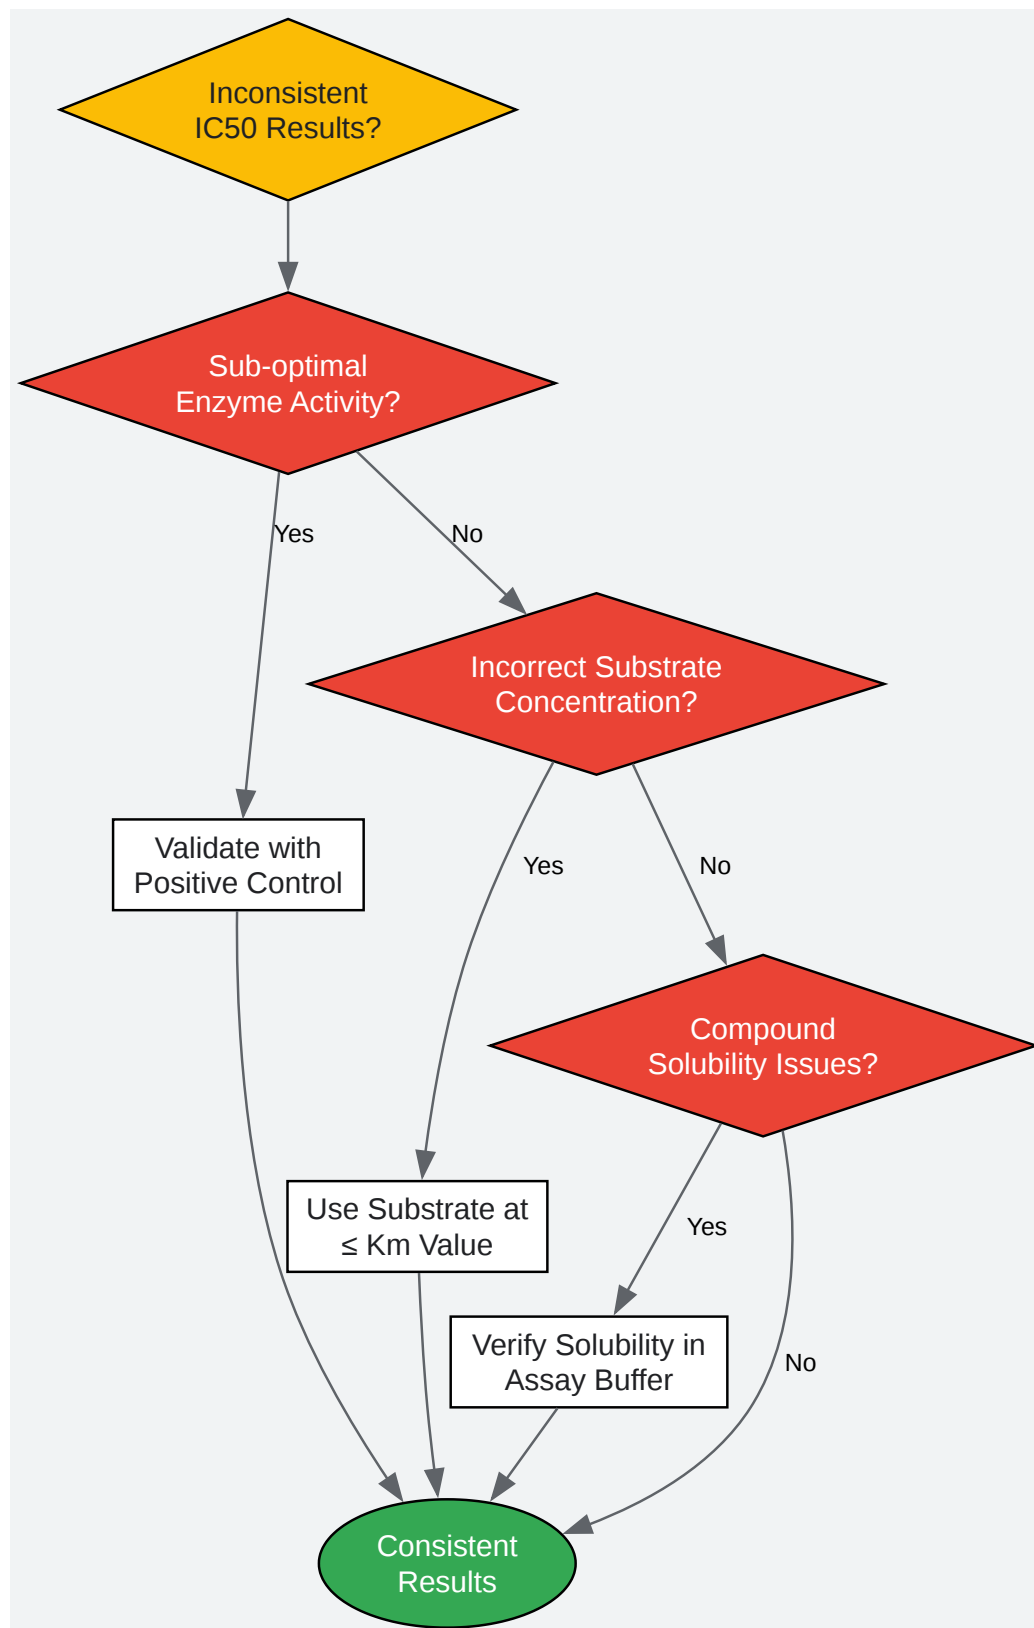 Inconsistent
IC50 Results?
Sub-optimal
Enzyme Activity?
Yes
No
Incorrect Substrate
Concentration?
Validate with
Positive Control
Yes
No
Compound
Solubility Issues?
Use Substrate at
≤ Km Value
Yes
Verify Solubility in
Assay Buffer
No
Consistent
Results